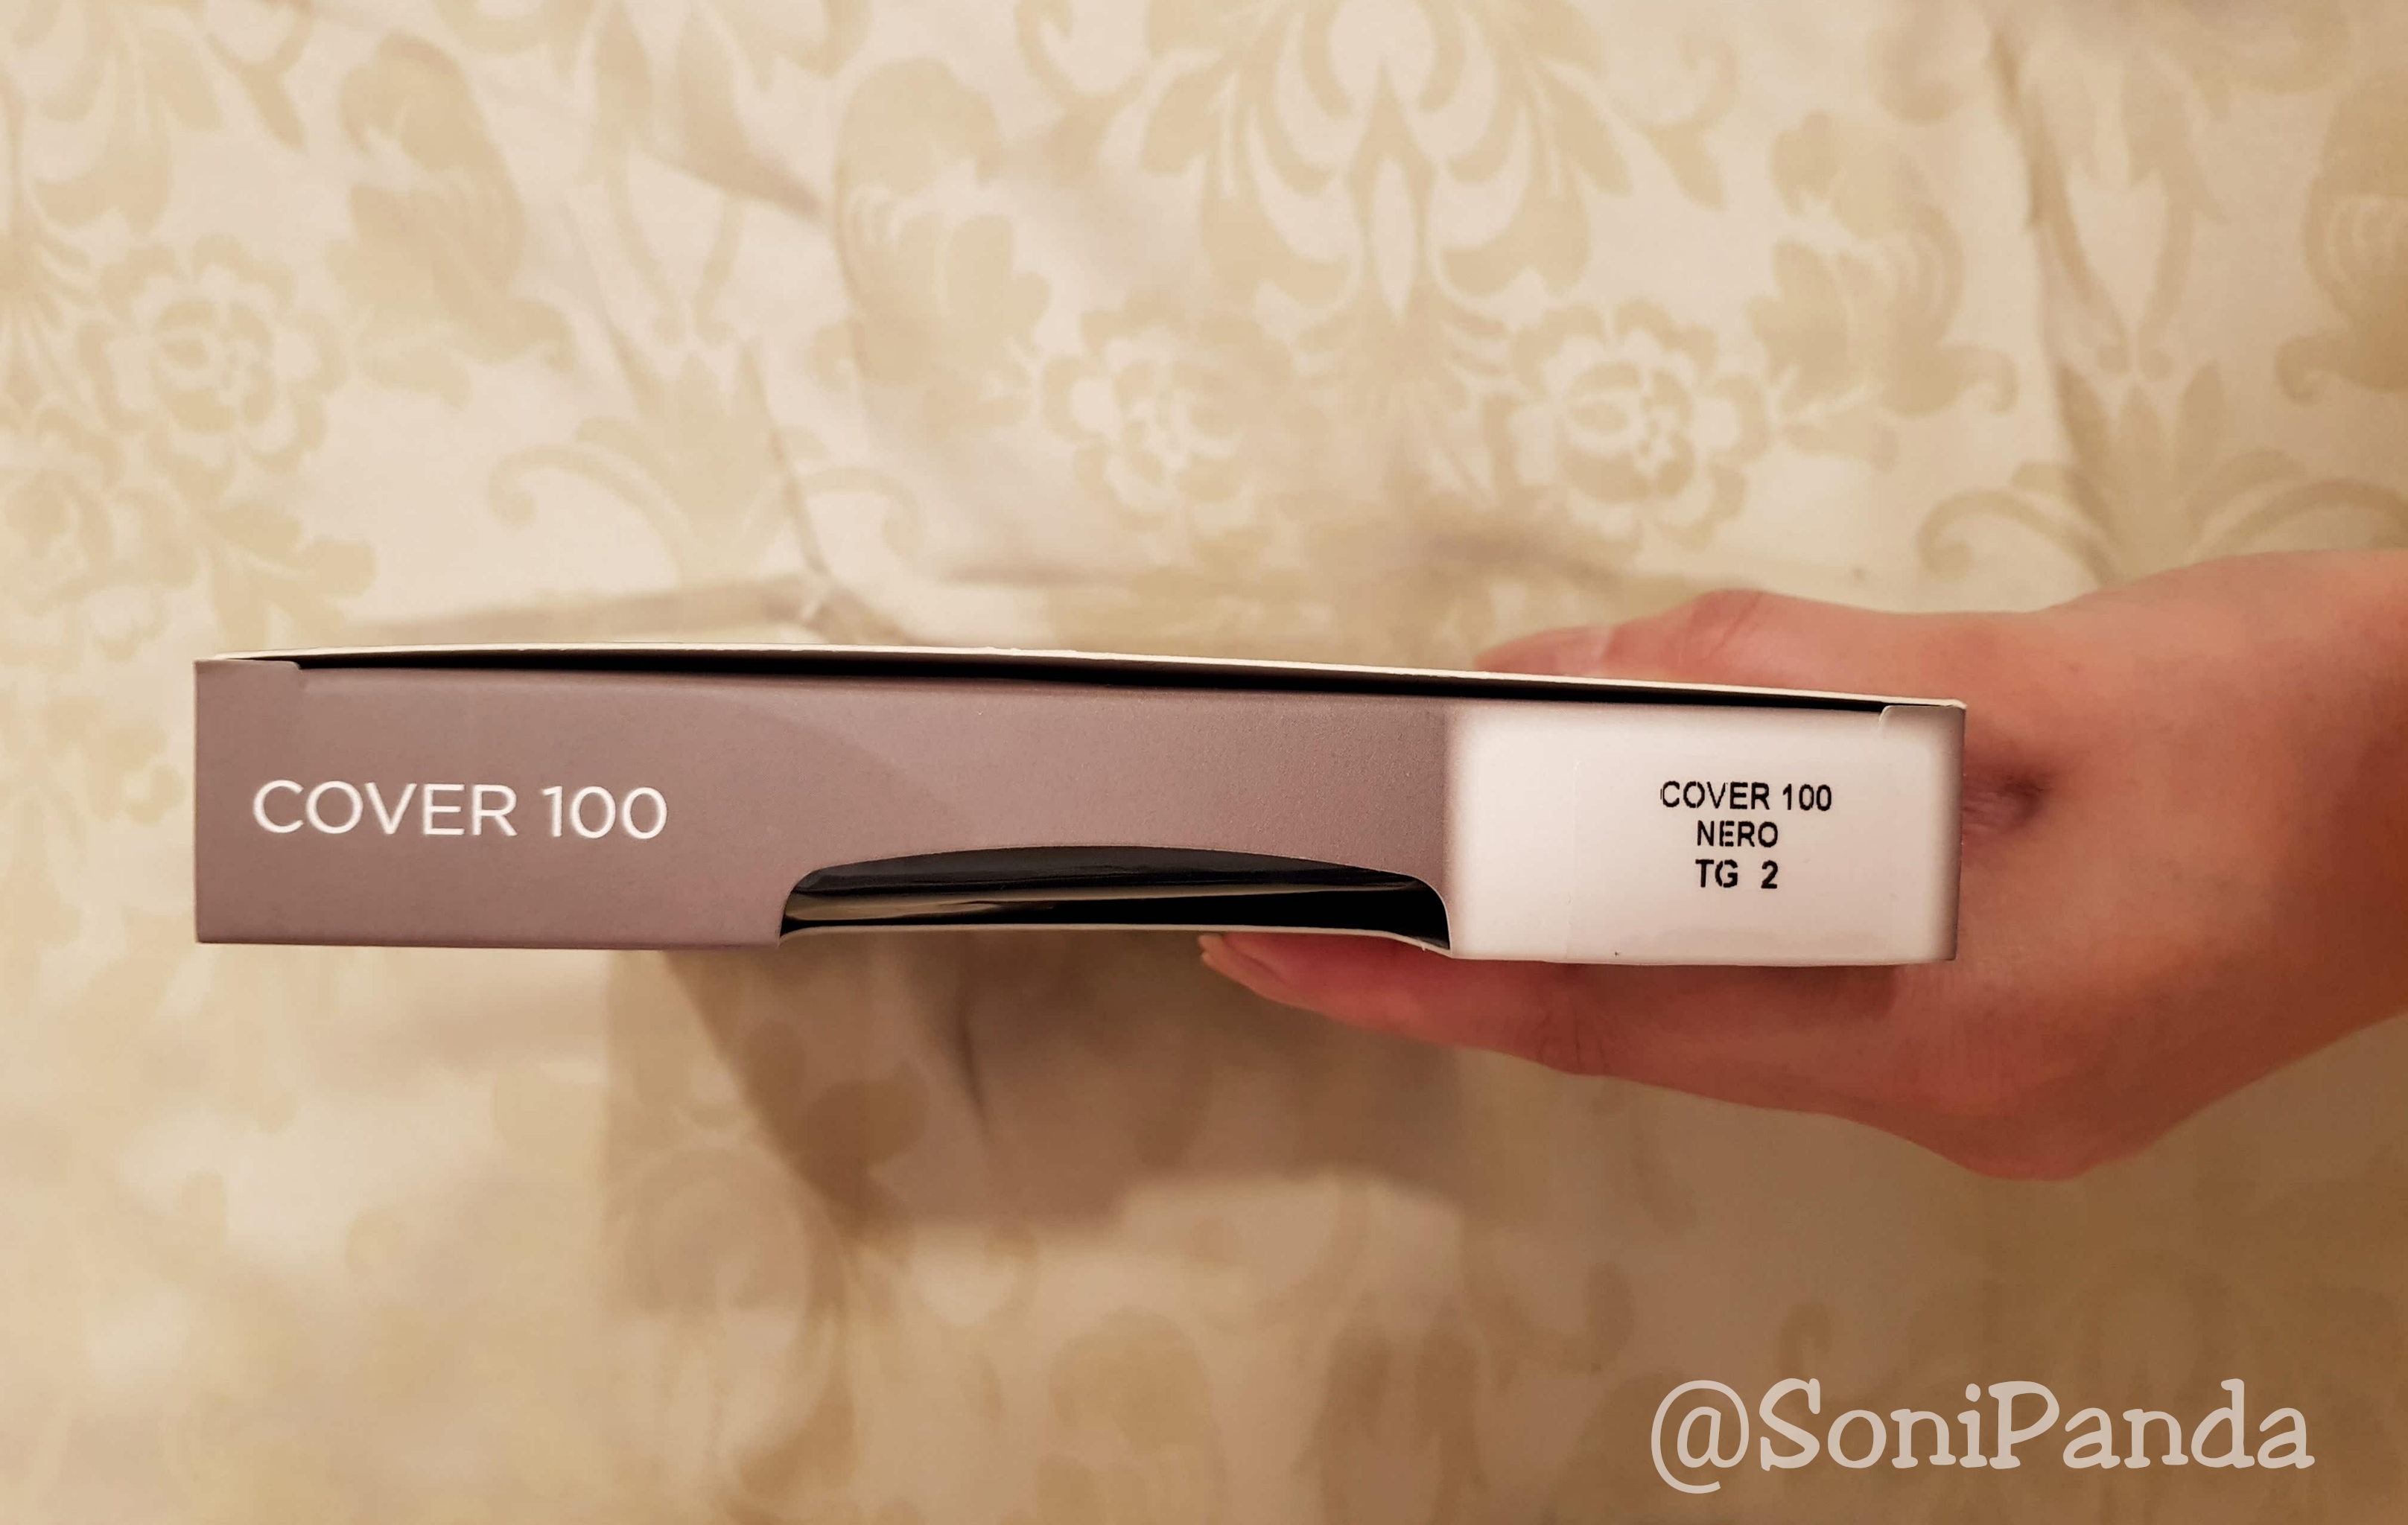 COVER 100
COVER 100
NERO
TG 2
@SoniPanda